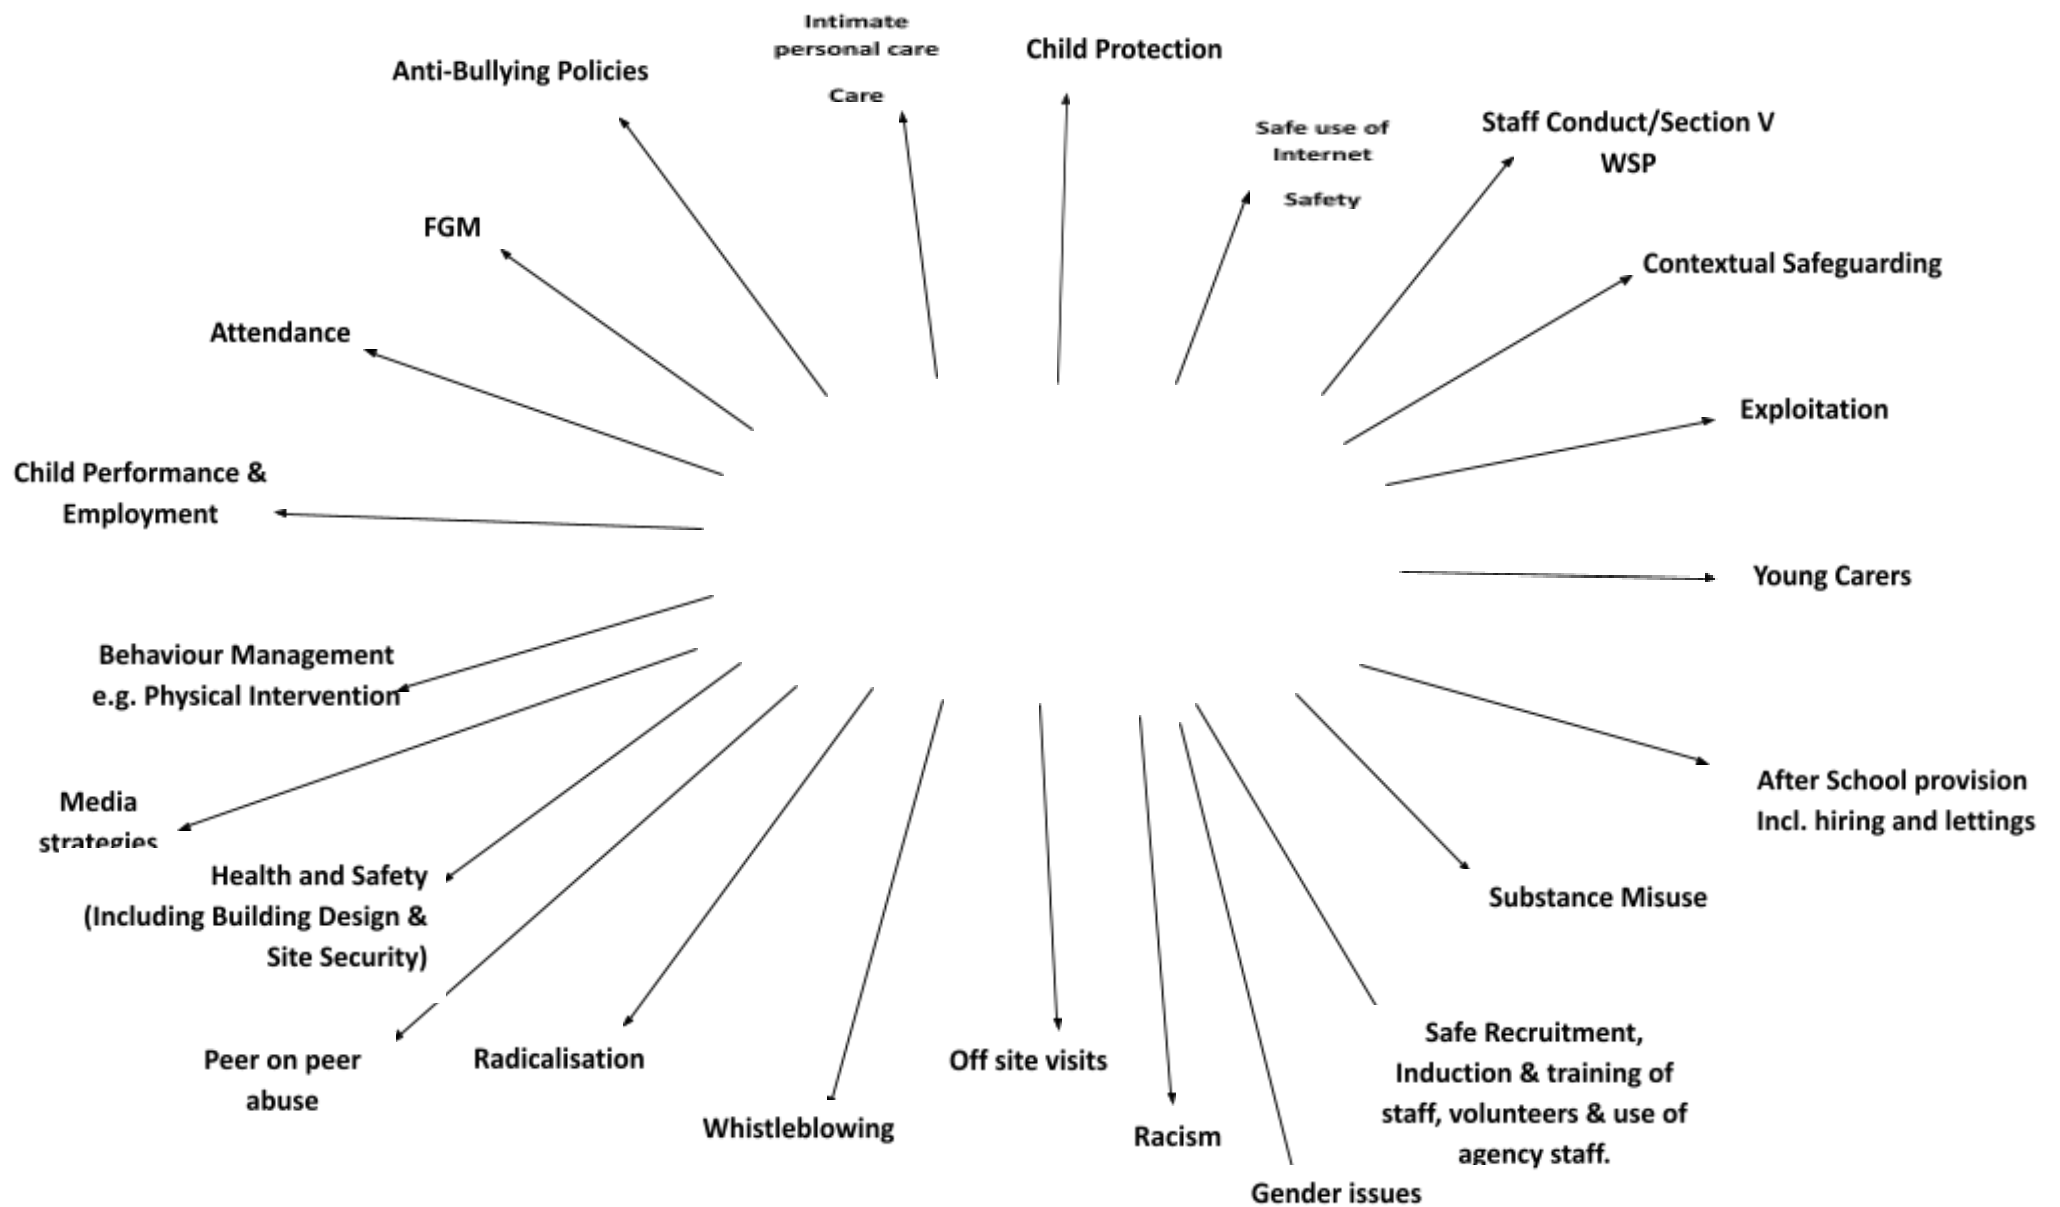 Intimate
personal care
Care
Child Protection
Anti-Bullying Policies
Safe use of
Internet
Safety
Staff Conduct/Section V
WSP
FGM
Contextual Safeguarding
Attendance
Exploitation
Child Performance &
Employment
Young Carers
Behaviour Management
e.g. Physical Intervention
Media
strategies
After School provision
Incl. hiring and lettings
Health and Safety
(Including Building Design &
Site Security)
Substance Misuse
Peer on peer
abuse
Radicalisation
Whistleblowing
Off site visits
Racism
Safe Recruitment,
Induction & training of
staff, volunteers & use of
agency staff.
Gender issues